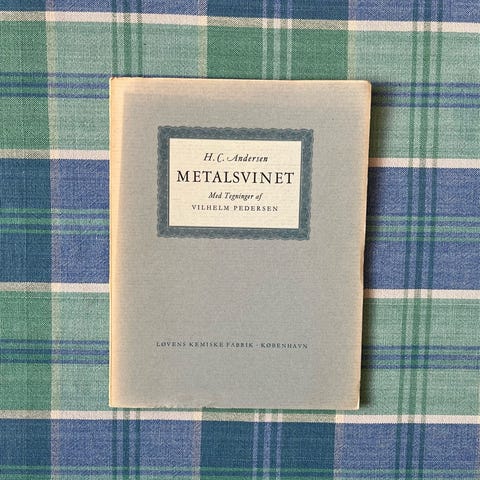 H. C. Andersen
METALSVINET
Med Tegninger af
VILHELM PEDERSEN
LØVENS KEMISKE FABRIK · KØBENHAVN